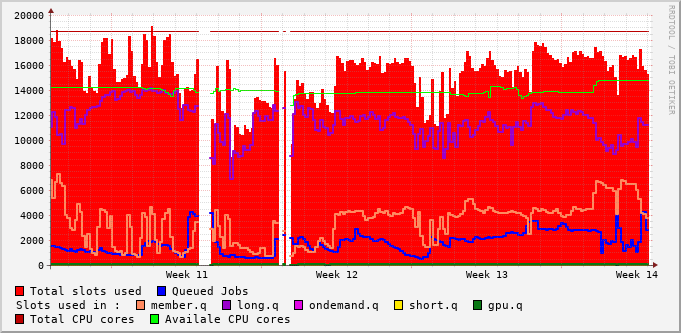 20000
18000
16000
14000
12000
10000
8000
6000
4000
2000
0
Week 11 Week 12 Week 13 Week 14
Total slots used Queued Jobs
Slots used in : member.q long.q ondemand.q short.q gpu.q
Total CPU cores Availale CPU cores
RRDTOOL / TOBI OETIKER